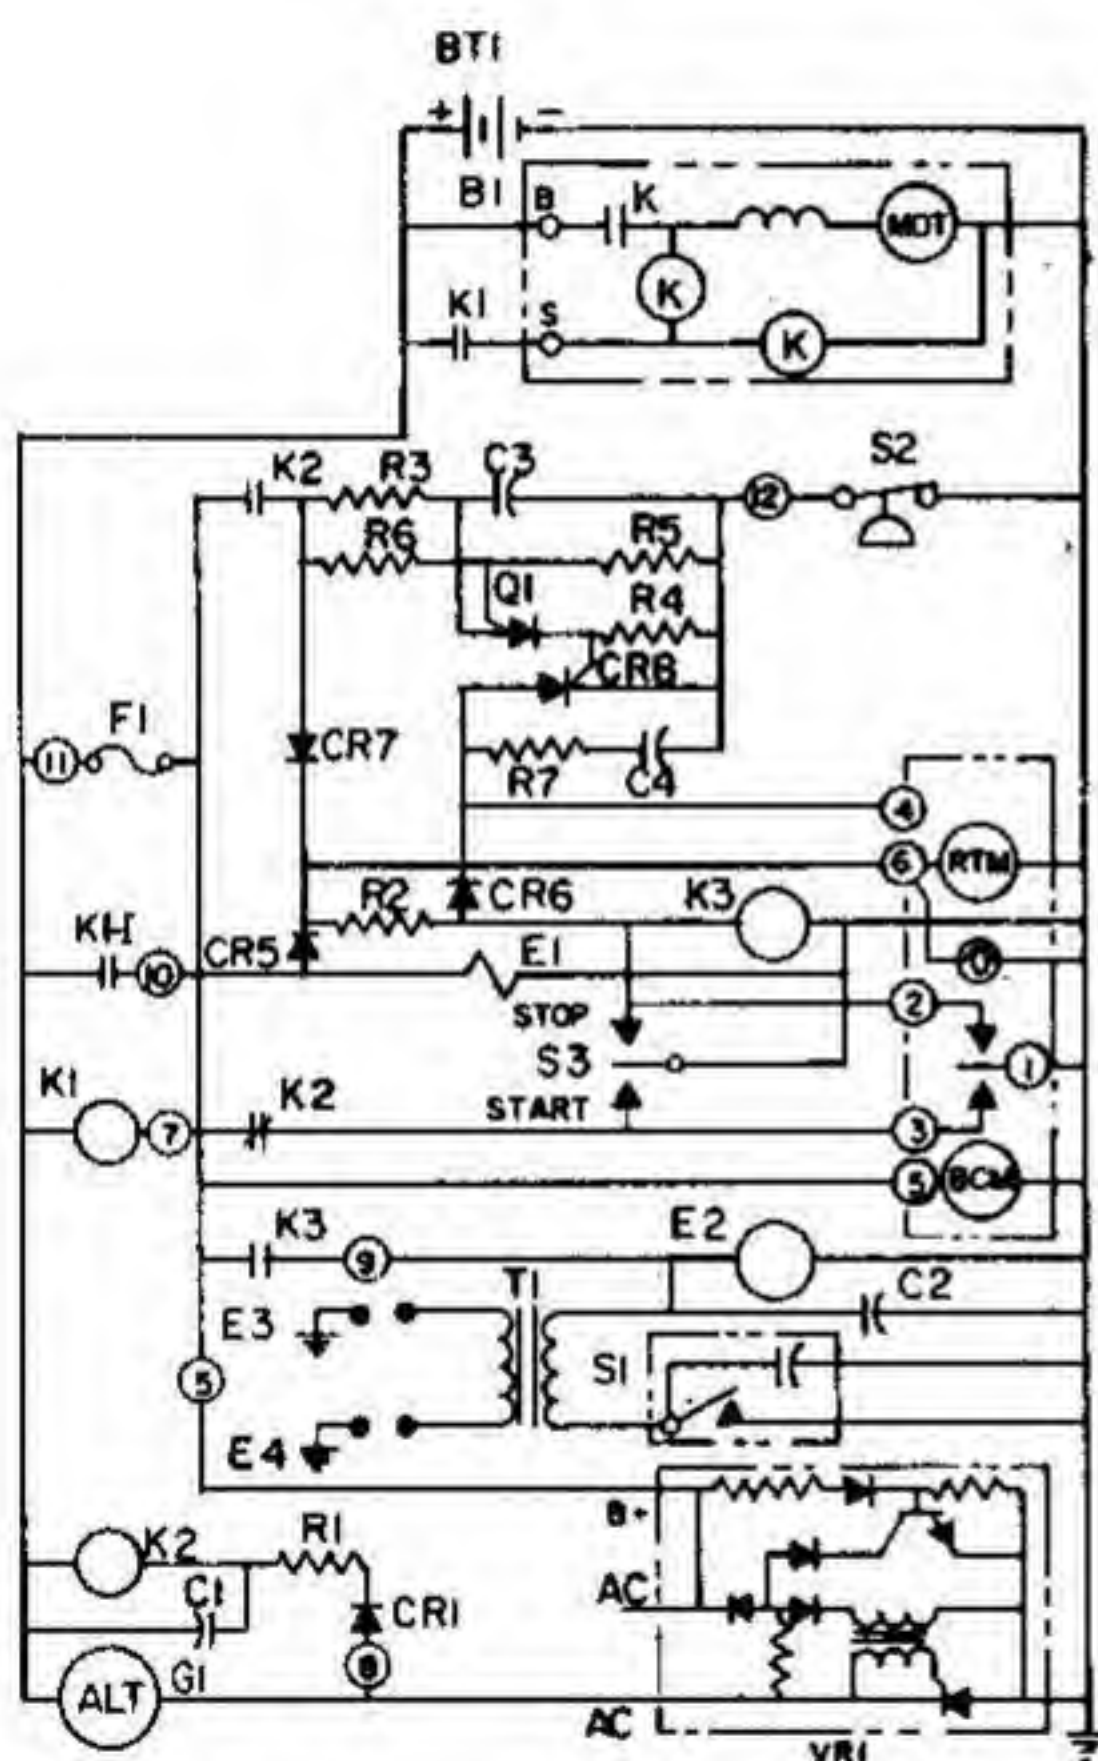 BT1
+ −
B1 B K MOT
K
K1 S K
K2 R3 C3 12 S2
R6 R5
Q1 R4
CR8
11 F1
CR7
R7 C4
4
6 RTM
R2 CR6 K3
CR5
10 E1
STOP 2
S3 1
START
K1 7 K2 3
5
K3 9 E2
T1 C2
E3
5 S1
E4
B+
K2 R1
C1 AC
CR1
8
ALT G1
AC
VR1